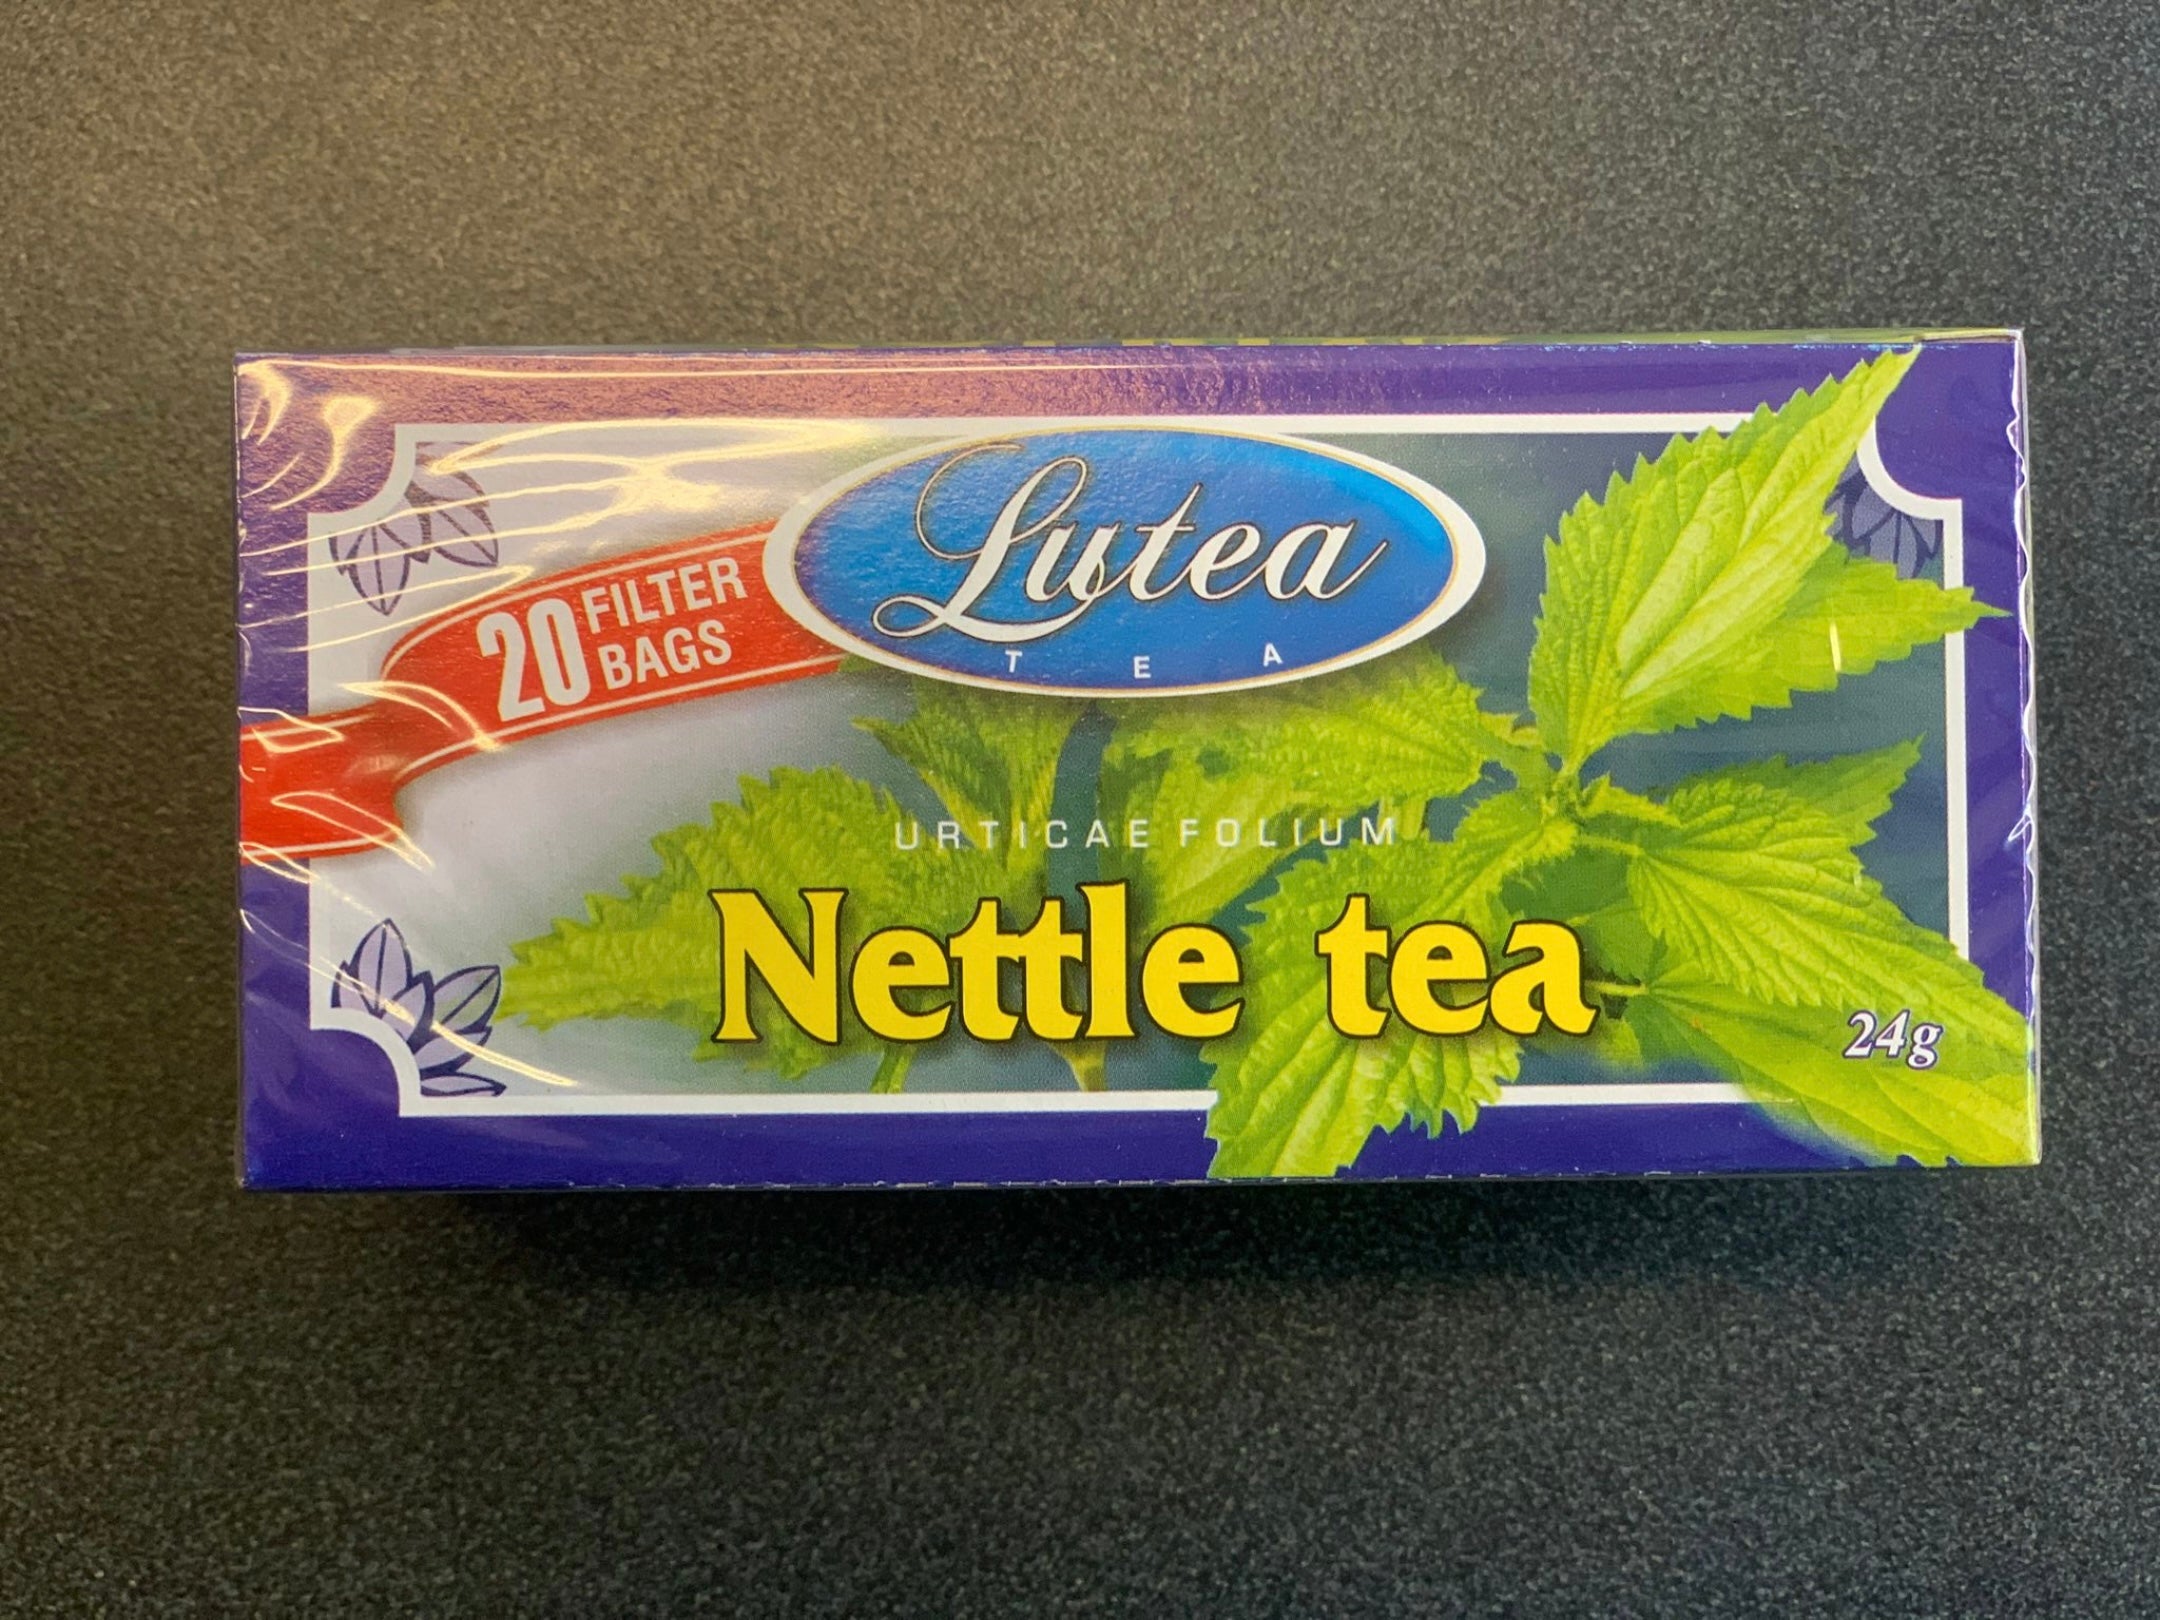 Lutea
TEA
20 FILTER
BAGS
URTICAE FOLIUM
Nettle tea
24g